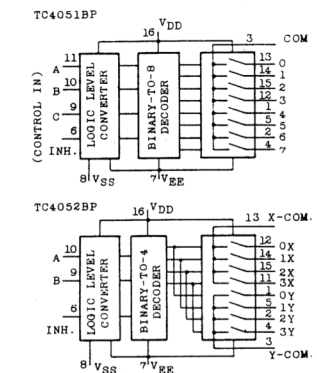 TC4051BP
16 VDD
3 COM
(CONTROL IN)
11 A
10 B
9 C
6 INH.
LOGIC LEVEL
CONVERTER
BINARY-TO-8
DECODER
13 0
14 1
15 2
12 3
1 4
5 5
2 6
4 7
8 VSS
7 VEE
TC4052BP
16 VDD
13 X-COM.
10 A
9 B
6 INH.
LOGIC LEVEL
CONVERTER
BINARY-TO-4
DECODER
12 0X
14 1X
15 2X
11 3X
1 0Y
5 1Y
2 2Y
4 3Y
3
Y-COM.
8 VSS
7 VEE